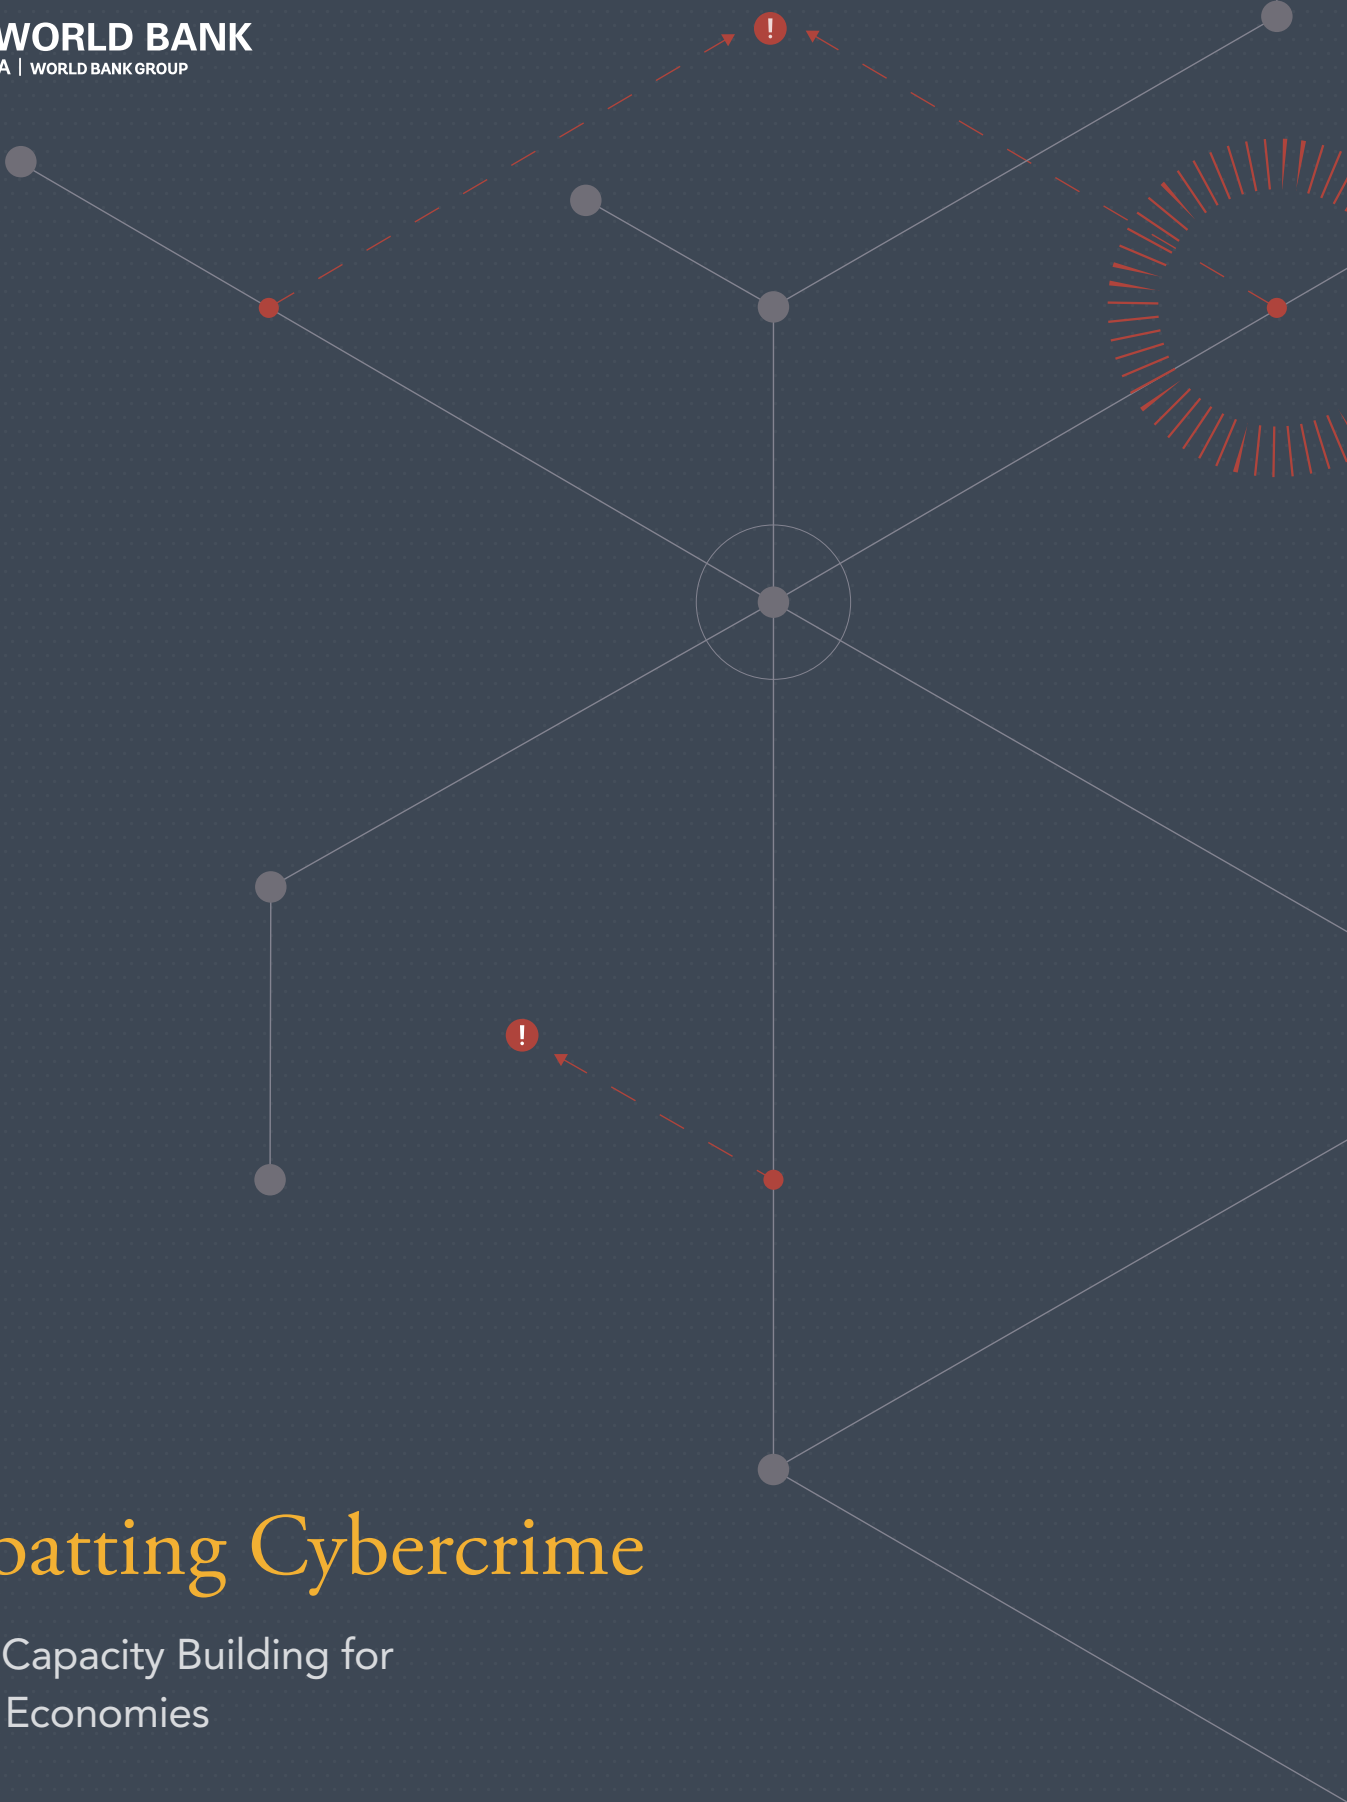 WORLD BANK
A | WORLD BANK GROUP
!
!
batting Cybercrime
Capacity Building for
Economies